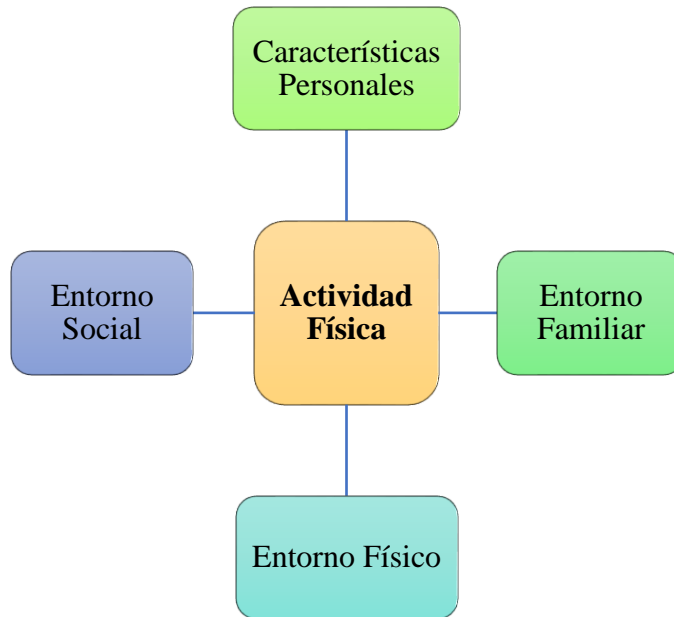 Características
Personales
Entorno
Social
Actividad
Física
Entorno
Familiar
Entorno Físico